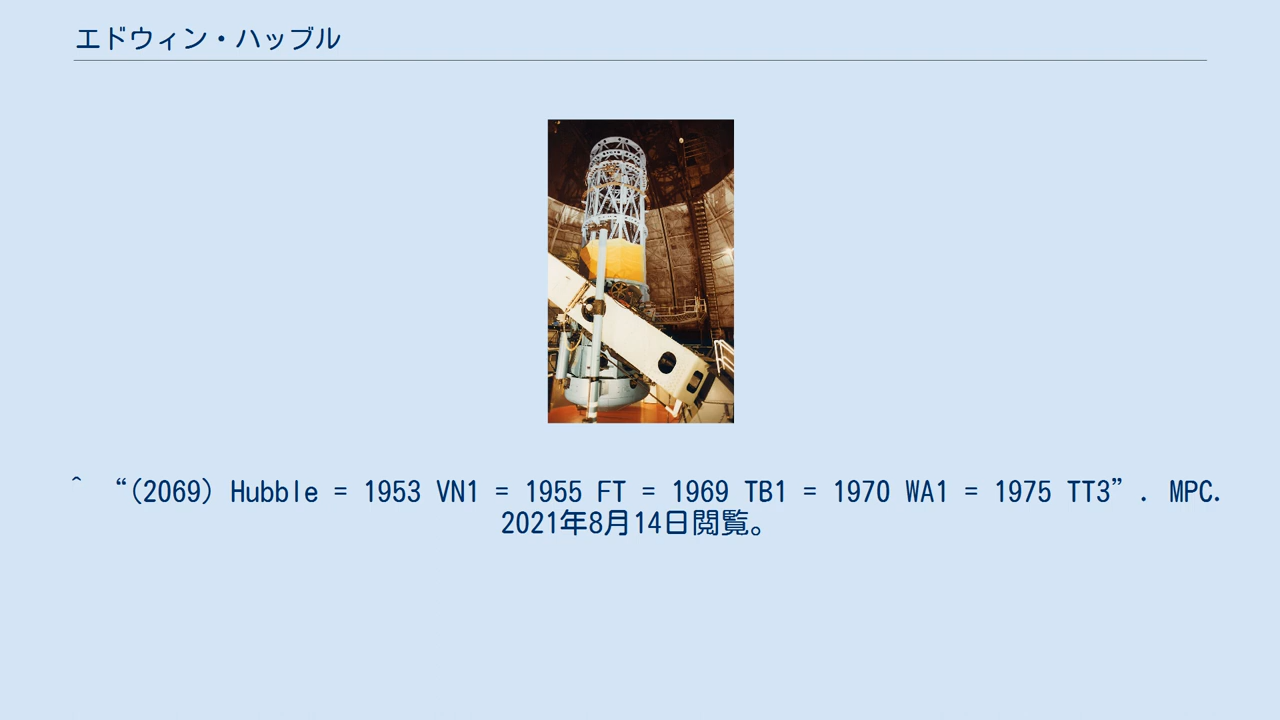 エドウィン・ハッブル
^ “(2069) Hubble = 1953 VN1 = 1955 FT = 1969 TB1 = 1970 WA1 = 1975 TT3”. MPC.
2021年8月14日閲覧。